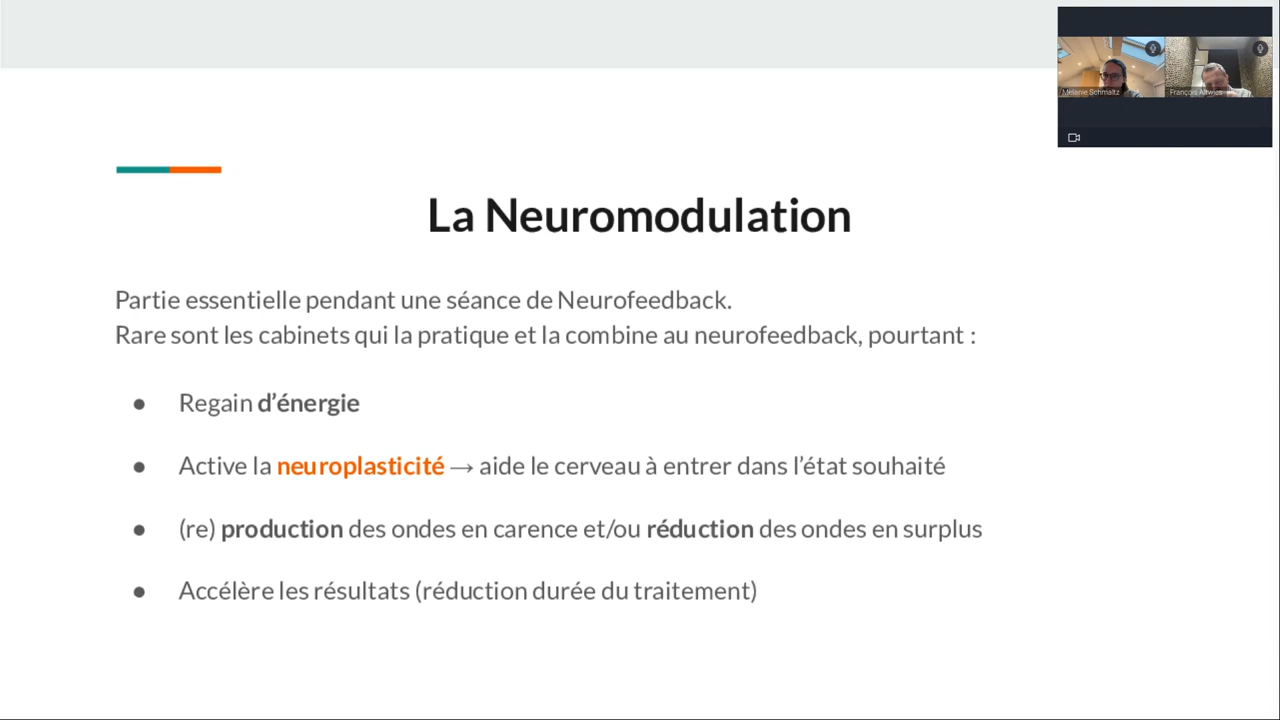 Mélanie Schmaltz
François Altwies
La Neuromodulation
Partie essentielle pendant une séance de Neurofeedback.
Rare sont les cabinets qui la pratique et la combine au neurofeedback, pourtant :
● Regain d’énergie
● Active la neuroplasticité → aide le cerveau à entrer dans l’état souhaité
● (re) production des ondes en carence et/ou réduction des ondes en surplus
● Accélère les résultats (réduction durée du traitement)